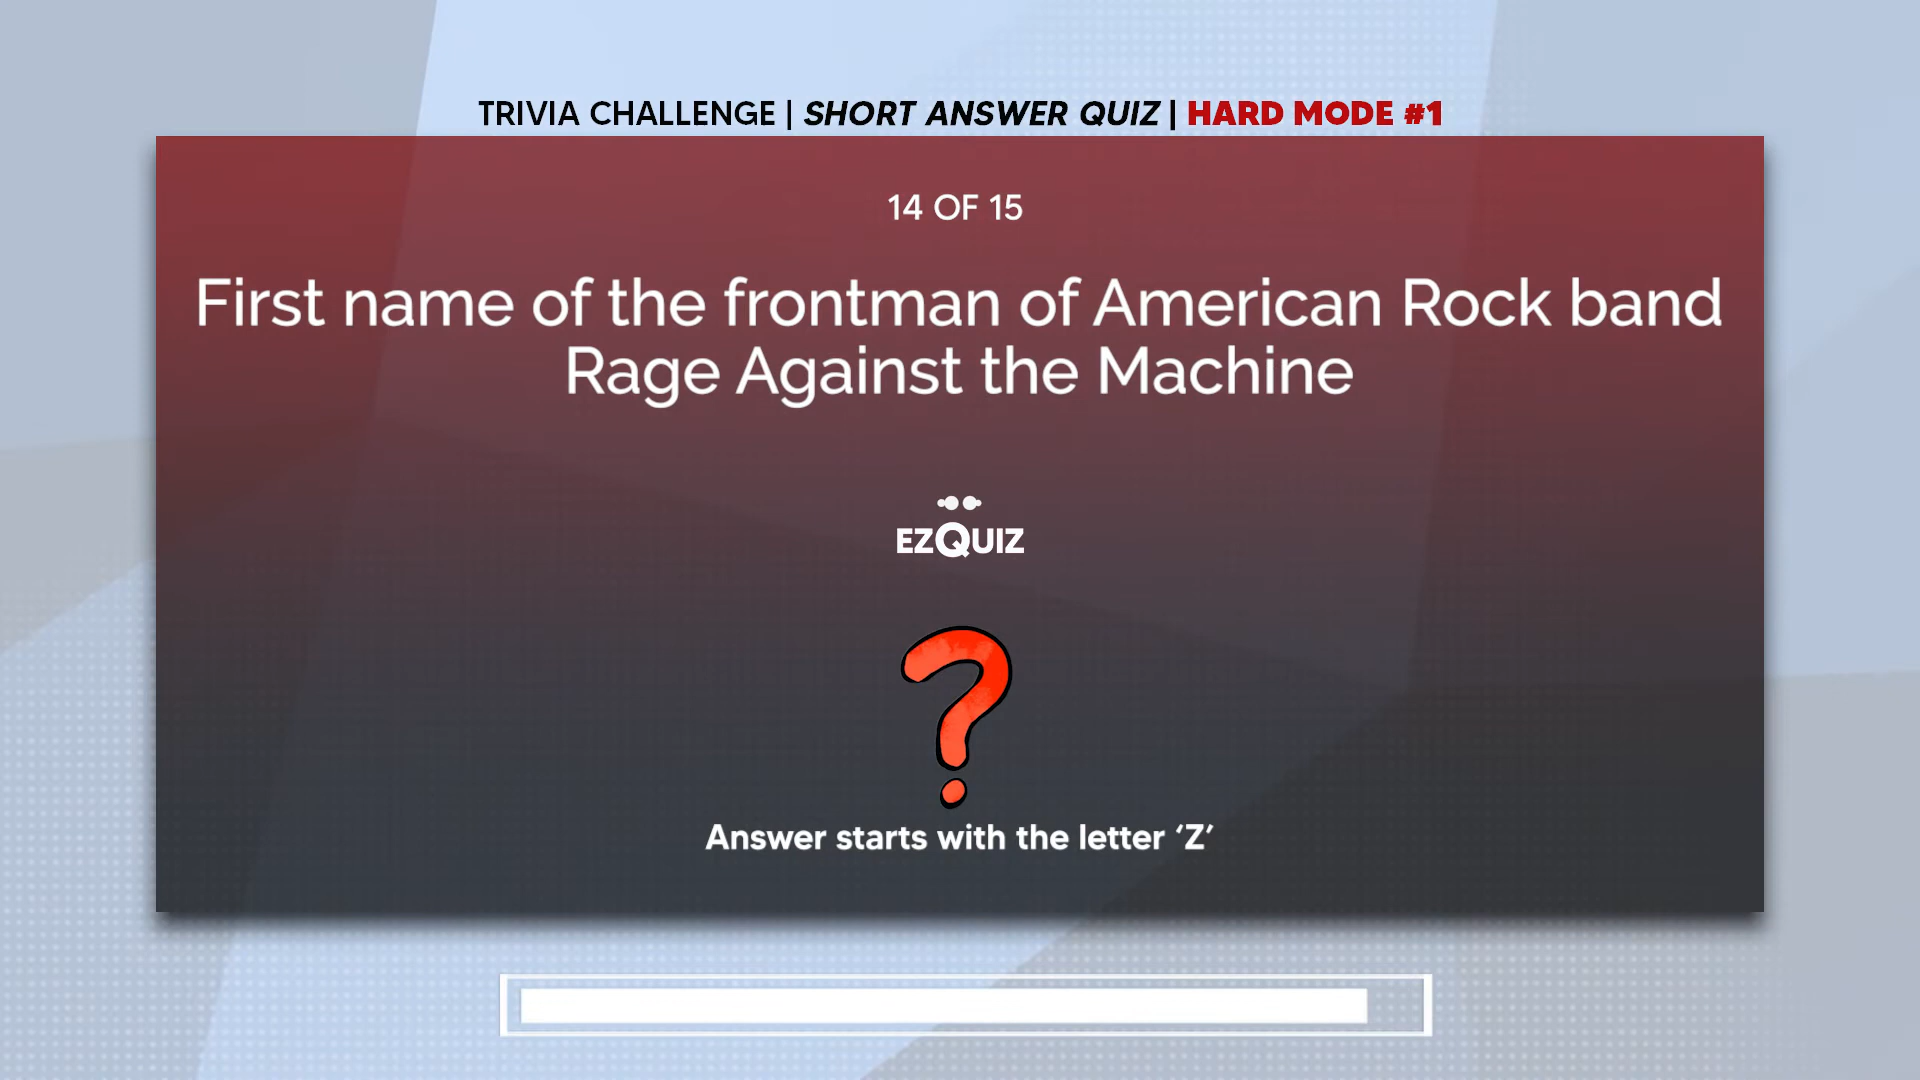 TRIVIA CHALLENGE | SHORT ANSWER QUIZ | HARD MODE #1
14 OF 15
First name of the frontman of American Rock band
Rage Against the Machine
EZQUIZ
?
Answer starts with the letter ‘Z’